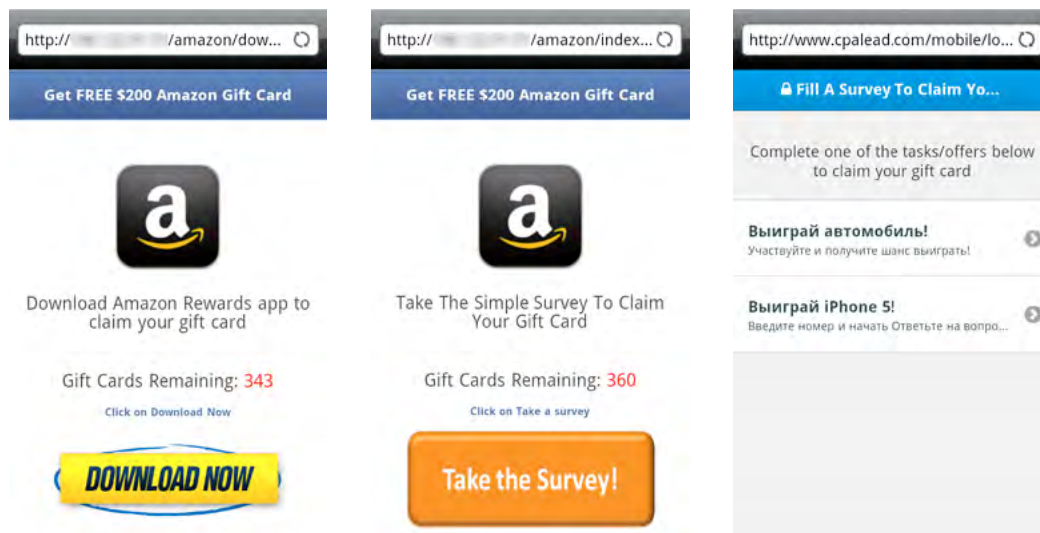 http:// /amazon/dow...
Get FREE $200 Amazon Gift Card
a
Download Amazon Rewards app to
claim your gift card
Gift Cards Remaining: 343
Click on Download Now
DOWNLOAD NOW
http:// /amazon/index...
Get FREE $200 Amazon Gift Card
a
Take The Simple Survey To Claim
Your Gift Card
Gift Cards Remaining: 360
Click on Take a survey
Take the Survey!
http://www.cpalead.com/mobile/lo...
Fill A Survey To Claim Yo...
Complete one of the tasks/offers below
to claim your gift card
Выиграй автомобиль!
Участвуйте и получите шанс выиграть!
Выиграй iPhone 5!
Введите номер и начать Ответьте на вопро...